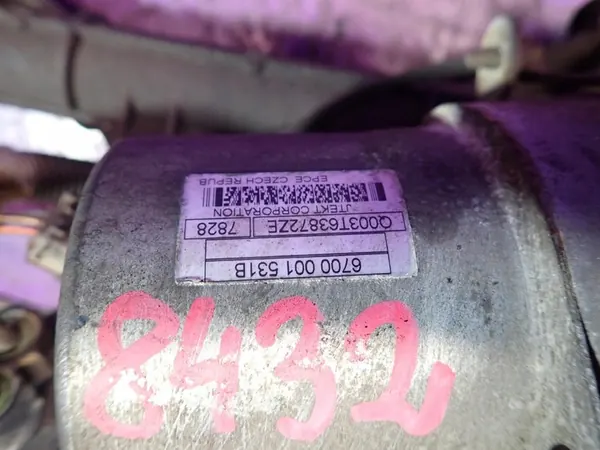 6700 001 531B
Q003T63872ZE 7828
JTEKT CORPORATION
EPCE, CZECH REPUB
8432